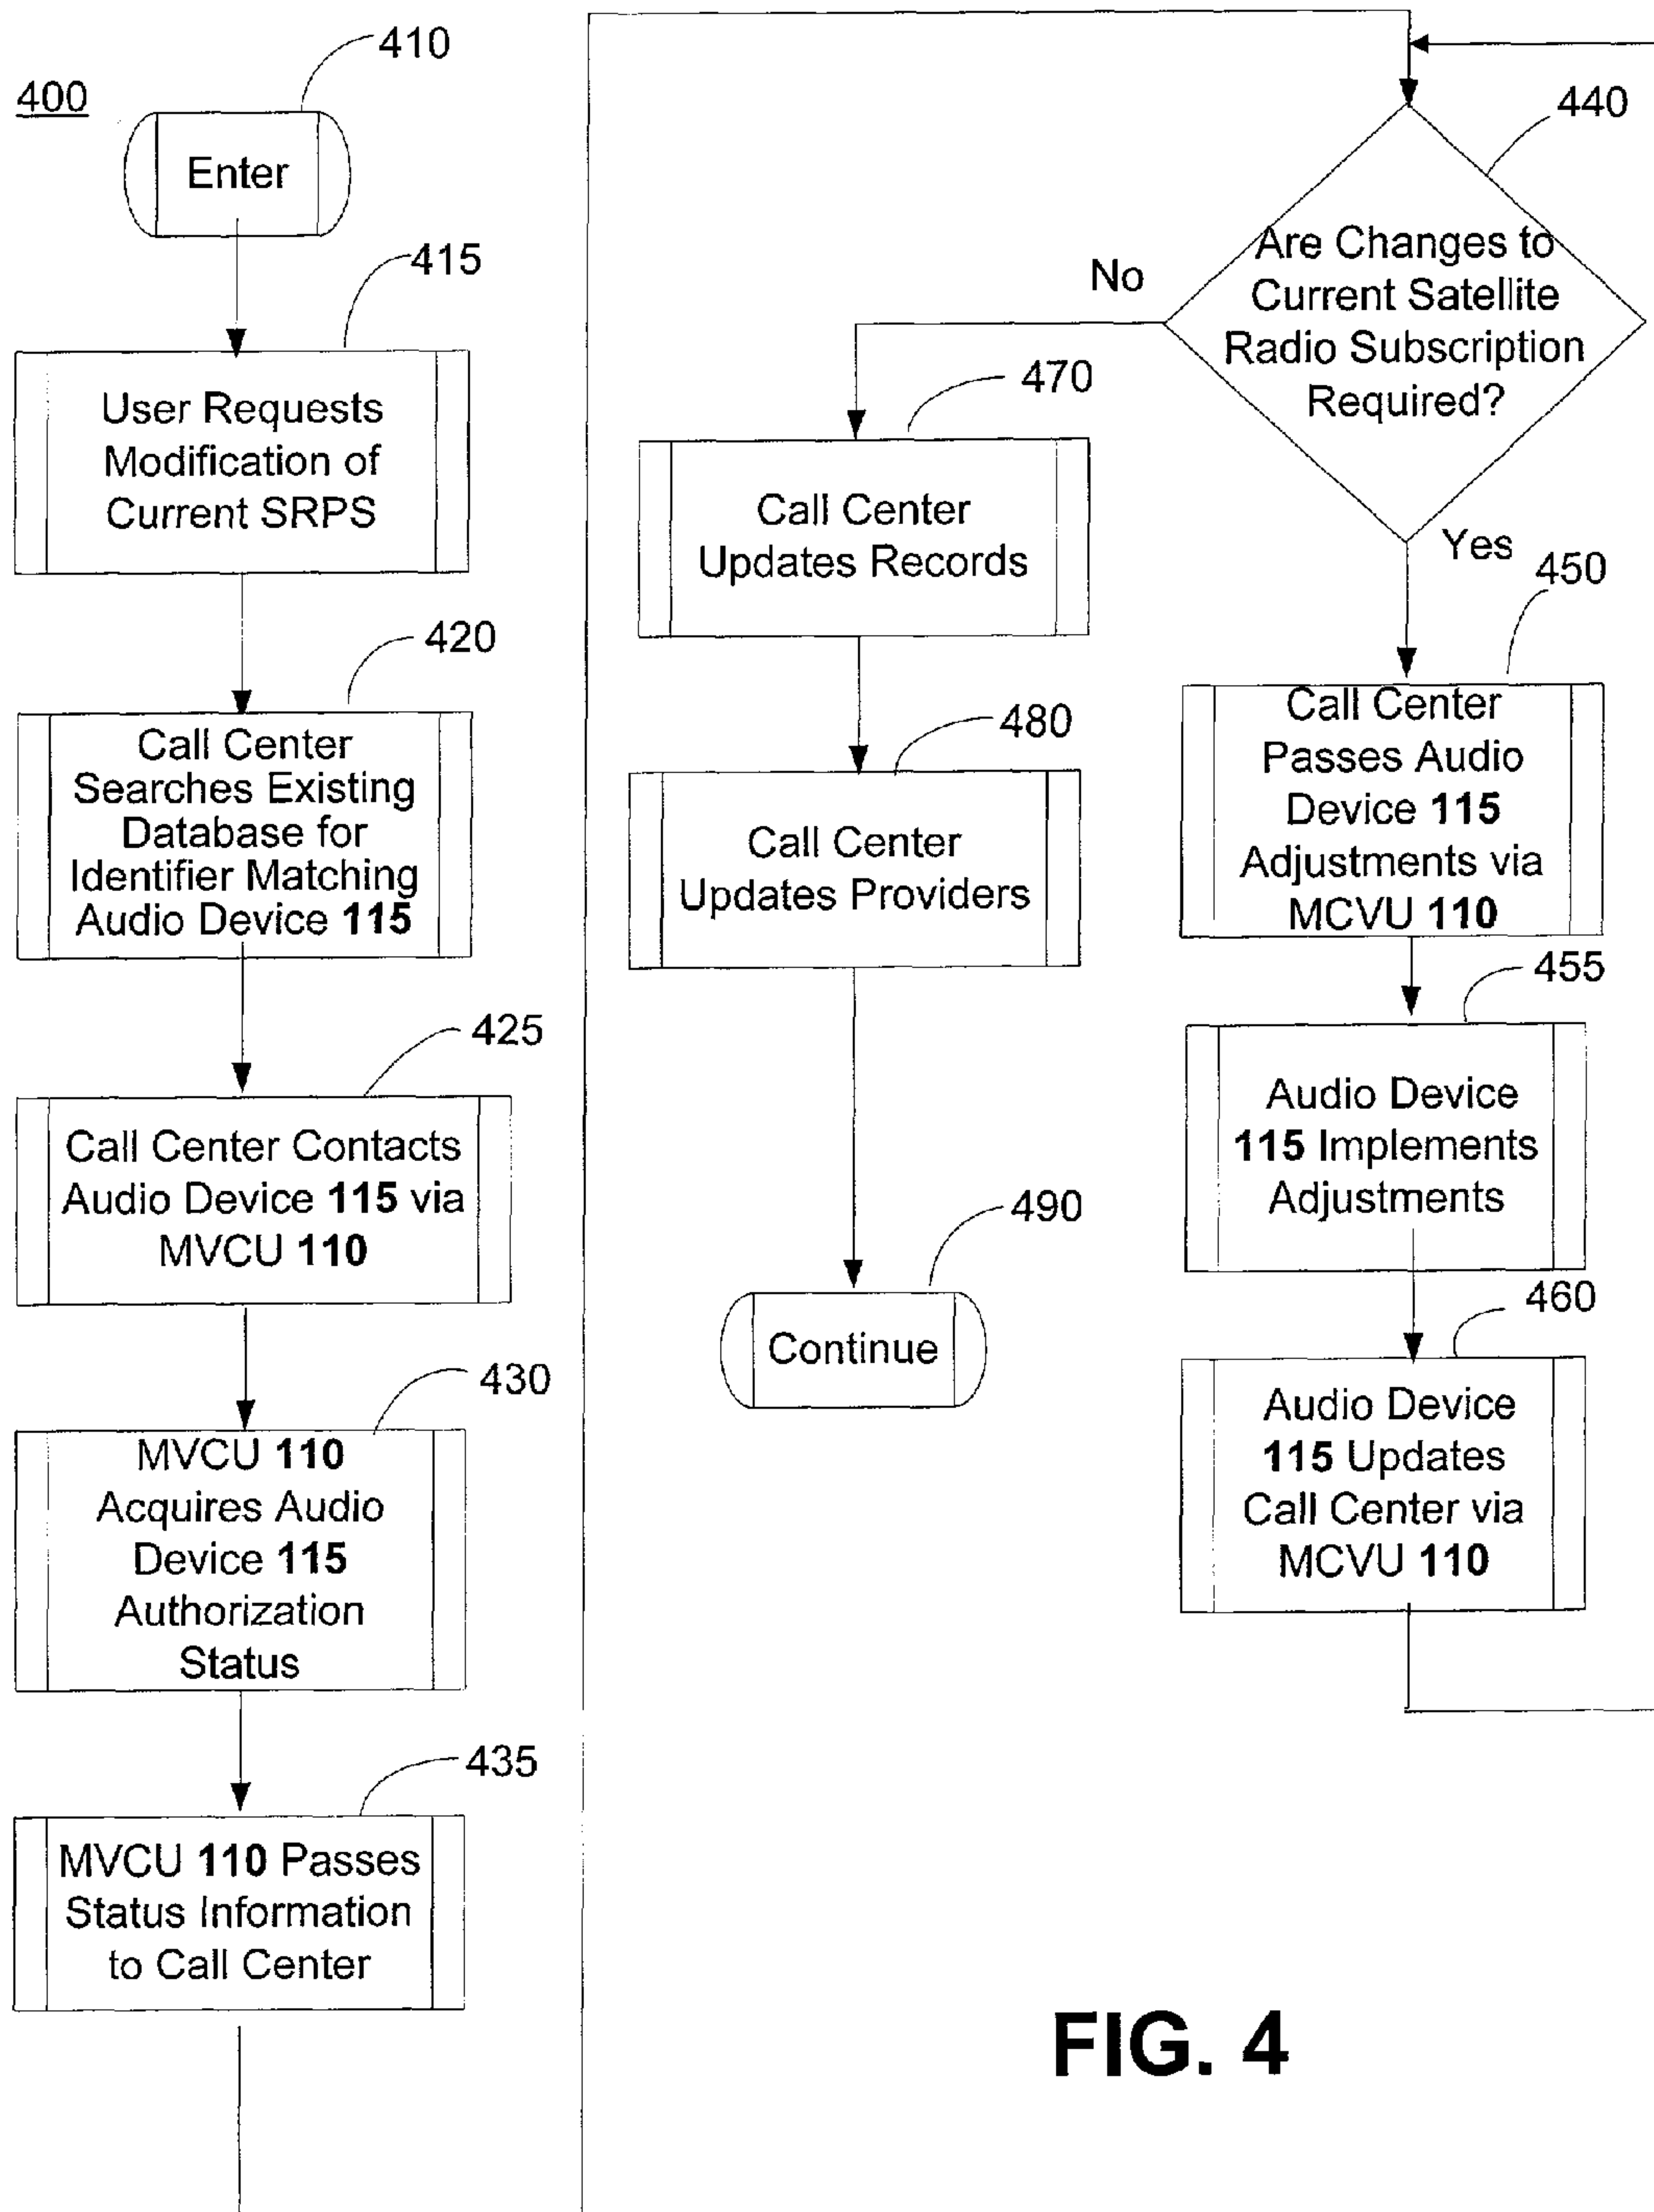 400
410
Enter
415
User Requests
Modification of
Current SRPS
420
Call Center
Searches Existing
Database for
Identifier Matching
Audio Device 115
425
Call Center Contacts
Audio Device 115 via
MVCU 110
430
MVCU 110
Acquires Audio
Device 115
Authorization
Status
435
MVCU 110 Passes
Status Information
to Call Center
440
Are Changes to
Current Satellite
Radio Subscription
Required?
No
Yes
470
Call Center
Updates Records
480
Call Center
Updates Providers
490
Continue
450
Call Center
Passes Audio
Device 115
Adjustments via
MCVU 110
455
Audio Device
115 Implements
Adjustments
460
Audio Device
115 Updates
Call Center via
MCVU 110
FIG. 4